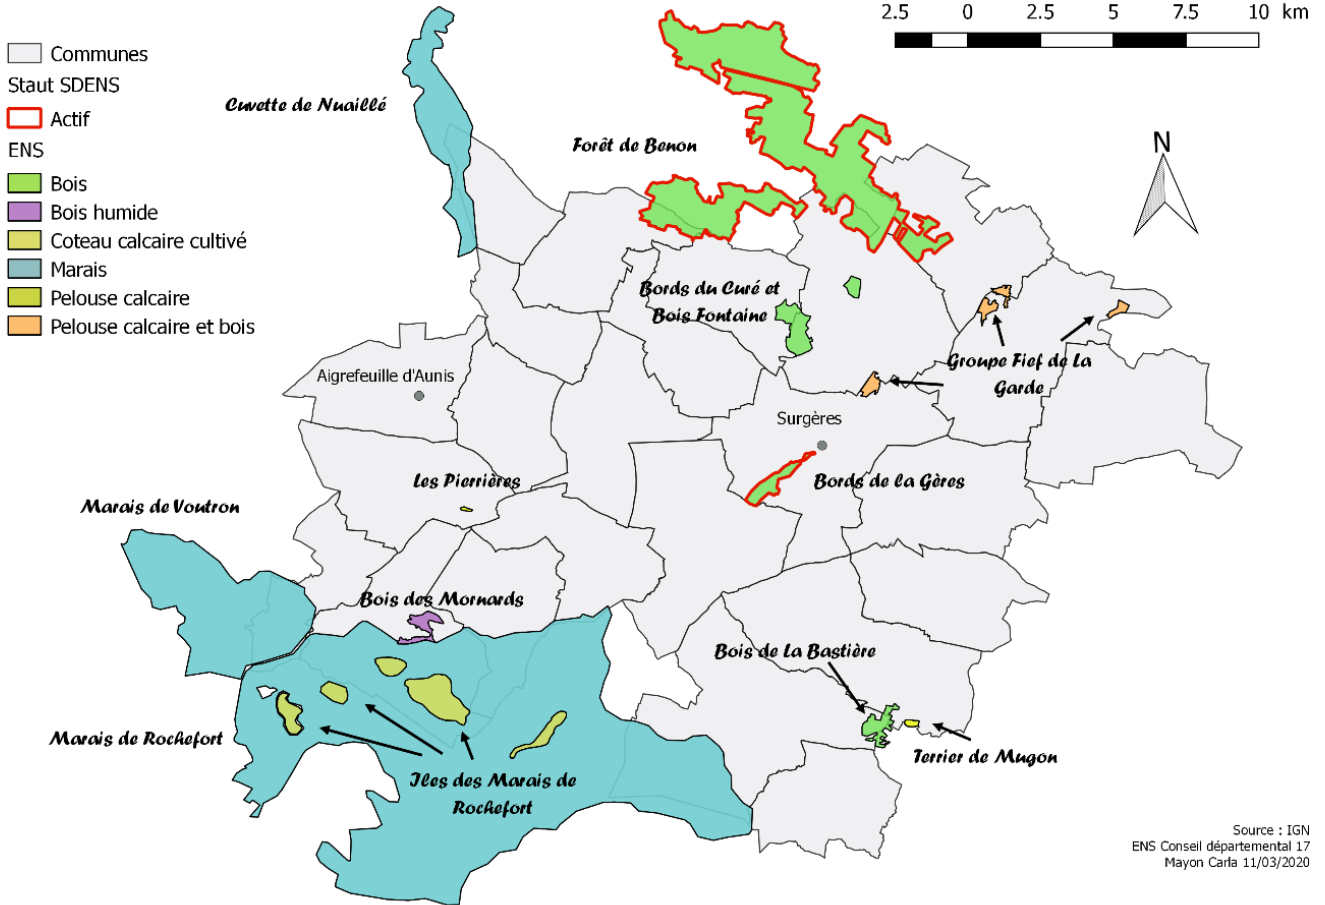 2.5 0 2.5 5 7.5 10 km
Communes
Staut SDENS
Actif
ENS
Bois
Bois humide
Coteau calcaire cultivé
Marais
Pelouse calcaire
Pelouse calcaire et bois
Cuvette de Nuaillé
Forêt de Benon
N
Bords du Curé et
Bois Fontaine
Groupe Fief de La
Garde
Aigrefeuille d'Aunis
Surgères
Les Pierrières
Bords de la Gères
Marais de Voutron
Bois des Mornards
Bois de La Bastière
Marais de Rochefort
Terrier de Mugon
Iles des Marais de
Rochefort
Source : IGN
ENS Conseil départemental 17
Mayon Carla 11/03/2020